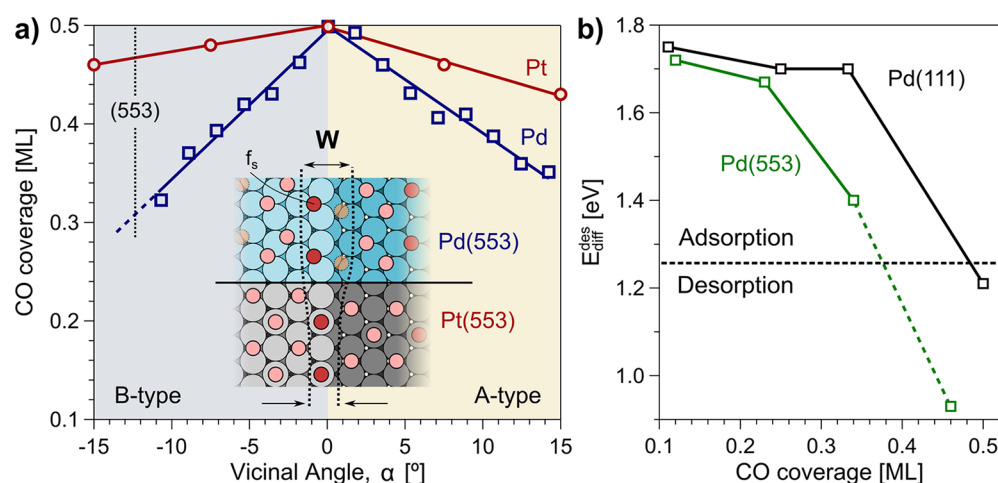 a)
0.5
0.4
0.3
0.2
0.1
CO coverage [ML]
(553)
Pt
Pd
W
fs
Pd(553)
Pt(553)
B-type
A-type
-15
-10
-5
0
5
10
15
Vicinal Angle, α [º]
b)
1.8
1.6
1.4
1.2
1.0
E des diff [eV]
Pd(111)
Pd(553)
Adsorption
Desorption
0.1
0.2
0.3
0.4
0.5
CO coverage [ML]